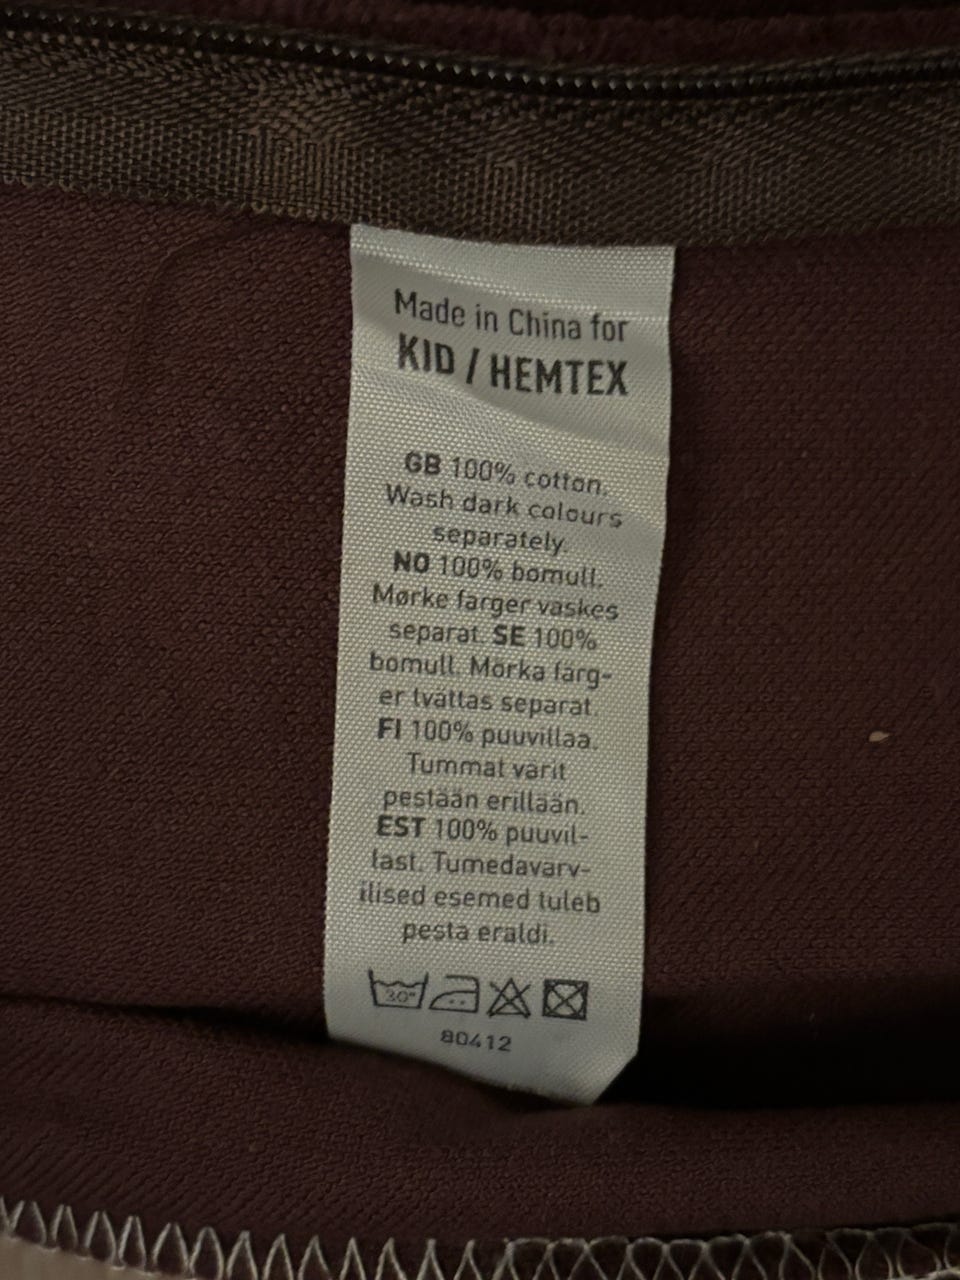 Made in China for
KID / HEMTEX
GB 100% cotton.
Wash dark colours
separately.
NO 100% bomull.
Mørke farger vaskes
separat. SE 100%
bomull. Mörka färg-
er tvättas separat.
FI 100% puuvillaa.
Tummat värit
pestään erillään.
EST 100% puuvil-
last. Tumedavärv-
ilised esemed tuleb
pesta eraldi.
30°
80412